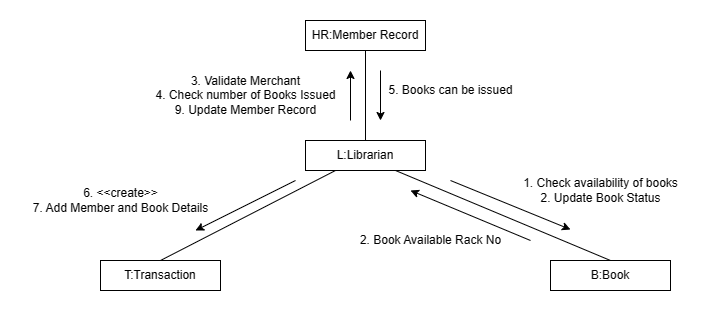 HR:Member Record
3. Validate Merchant
4. Check number of Books Issued
9. Update Member Record
5. Books can be issued
L:Librarian
6. <<create>>
7. Add Member and Book Details
1. Check availability of books
2. Update Book Status
2. Book Available Rack No
T:Transaction
B:Book